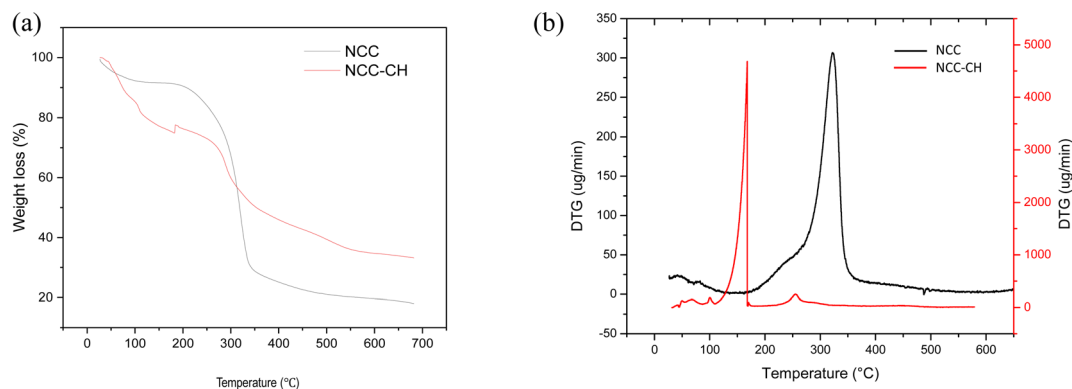 (a)
NCC
NCC-CH
100
80
60
40
20
Weight loss (%)
0 100 200 300 400 500 600 700
Temperature (℃)
(b)
NCC
NCC-CH
350
300
250
200
150
100
50
0
-50
DTG (ug/min)
5000
4000
3000
2000
1000
0
DTG (ug/min)
0 100 200 300 400 500 600
Temperature (°C)